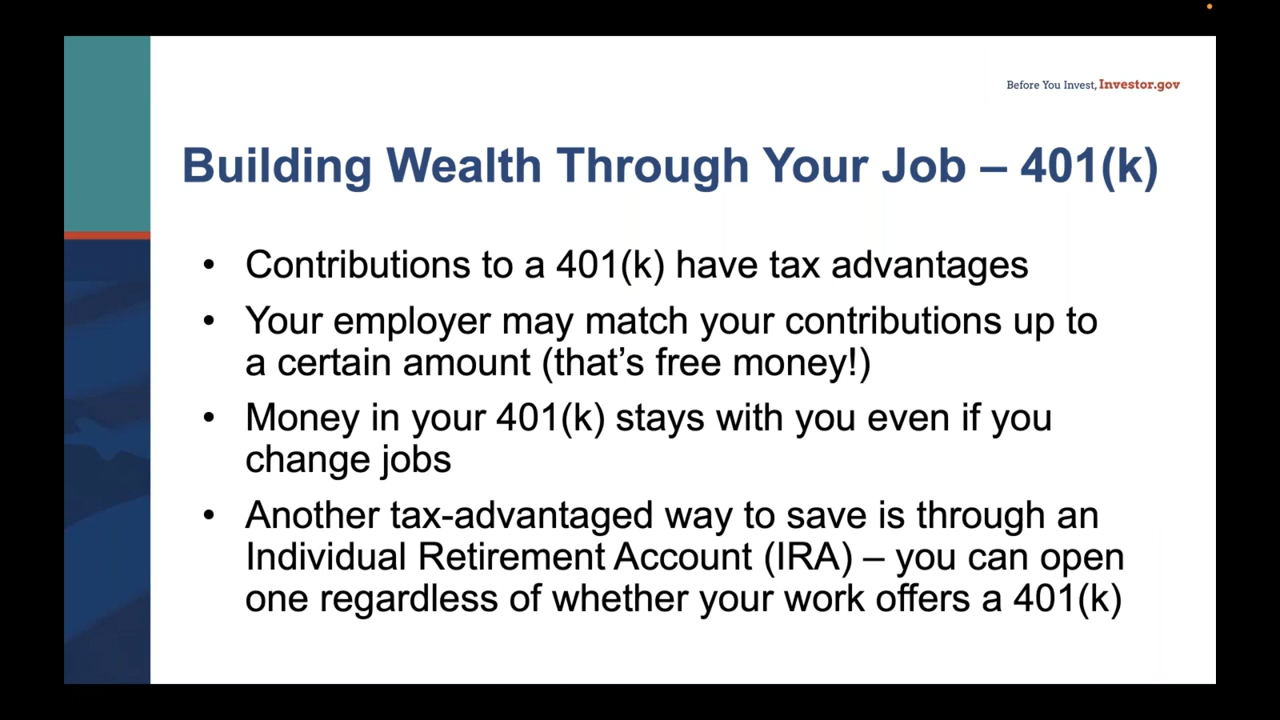 Before You Invest, Investor.gov
Building Wealth Through Your Job – 401(k)
• Contributions to a 401(k) have tax advantages
• Your employer may match your contributions up to
a certain amount (that’s free money!)
• Money in your 401(k) stays with you even if you
change jobs
• Another tax-advantaged way to save is through an
Individual Retirement Account (IRA) – you can open
one regardless of whether your work offers a 401(k)